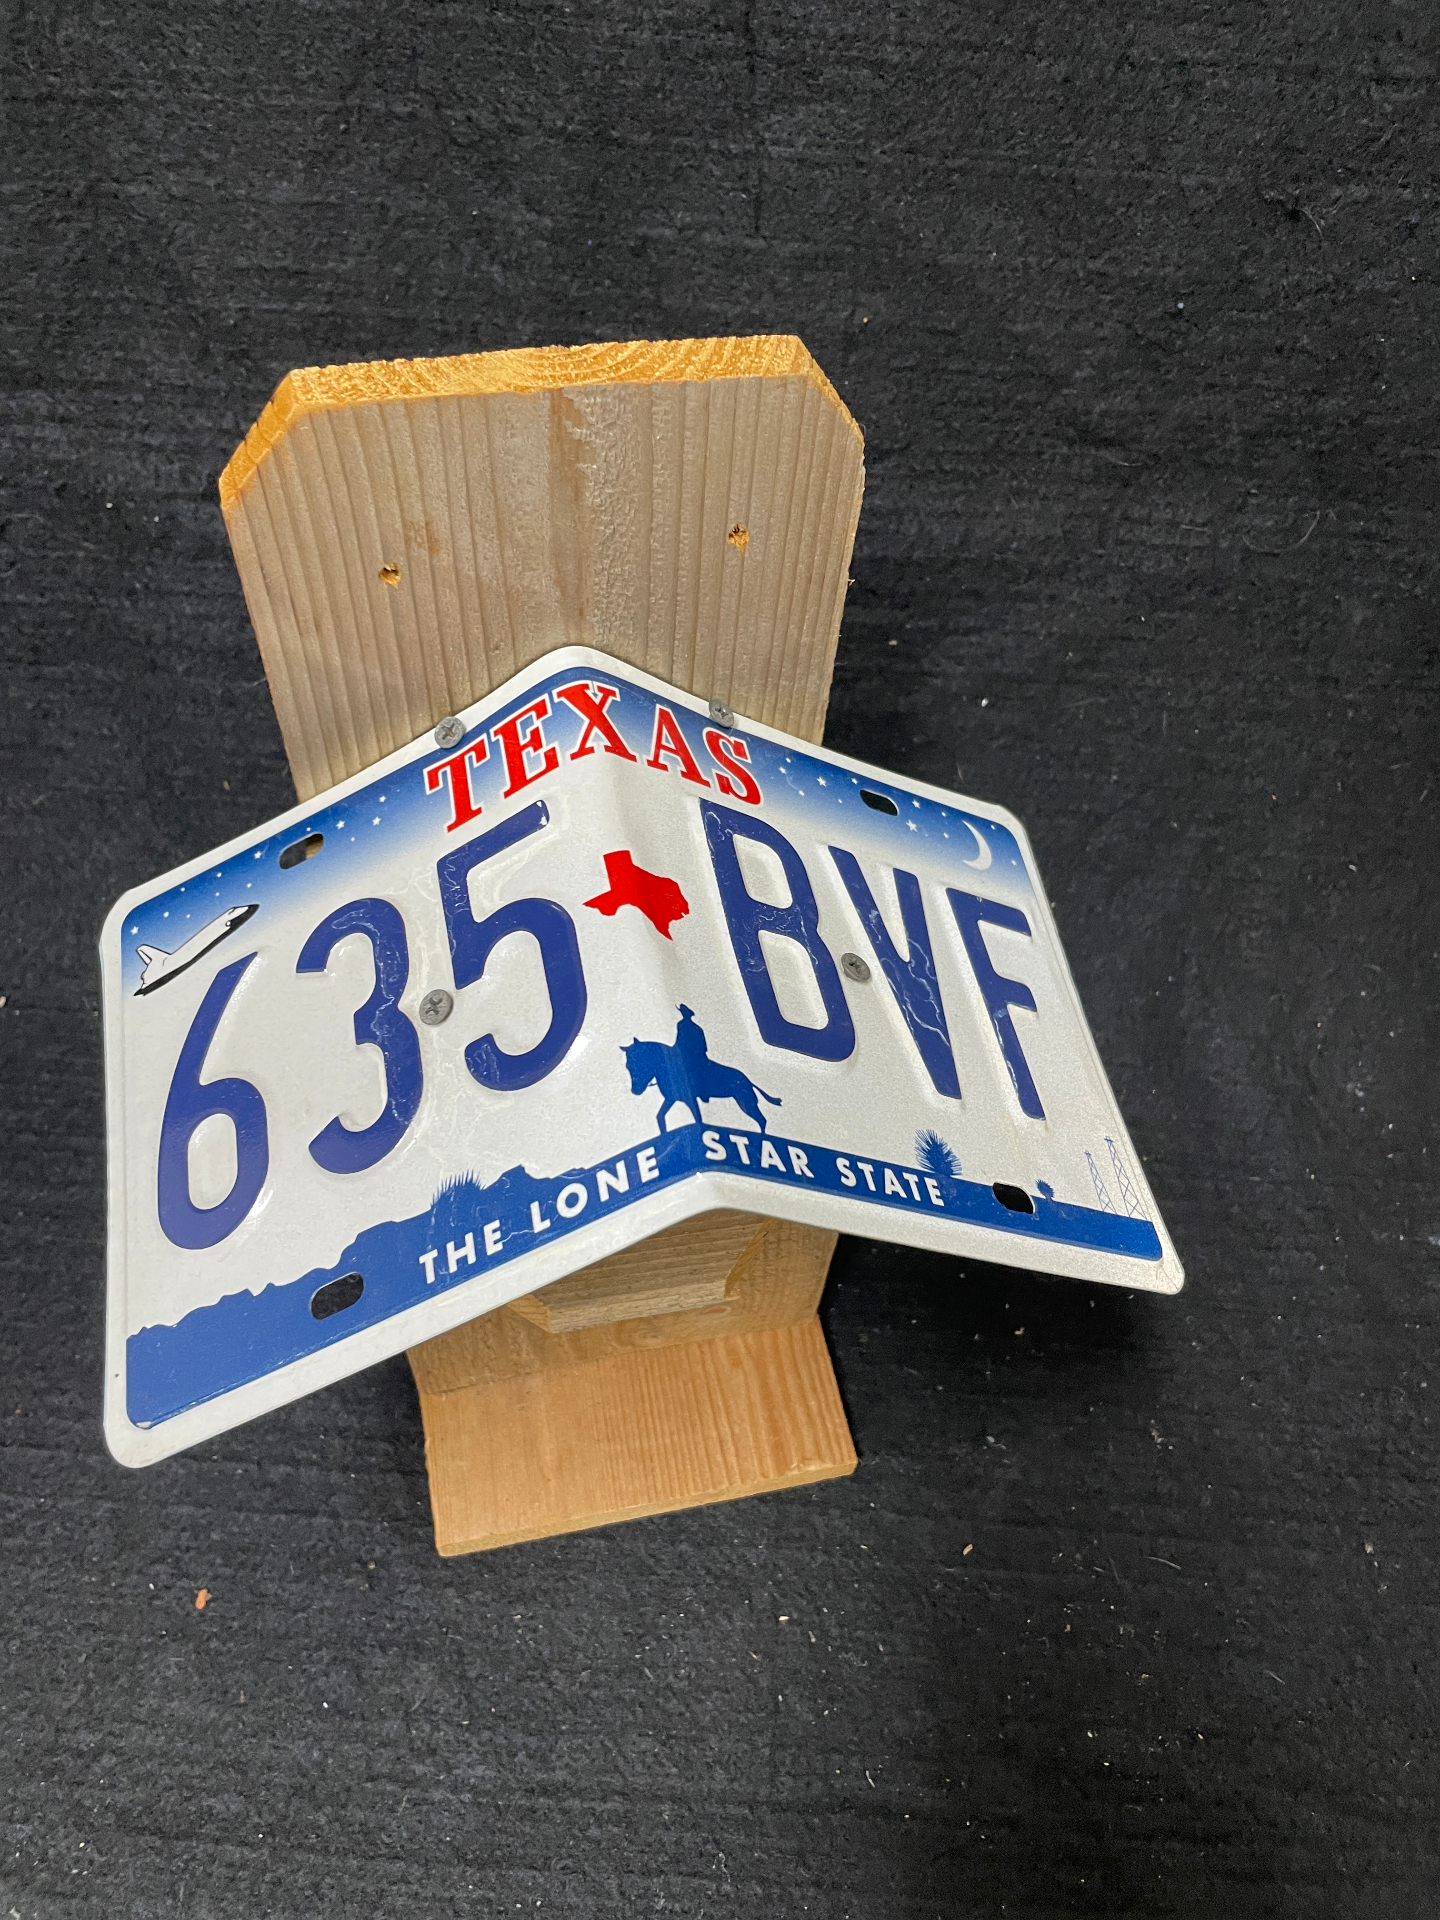 TEXAS
635 BVF
THE LONE STAR STATE